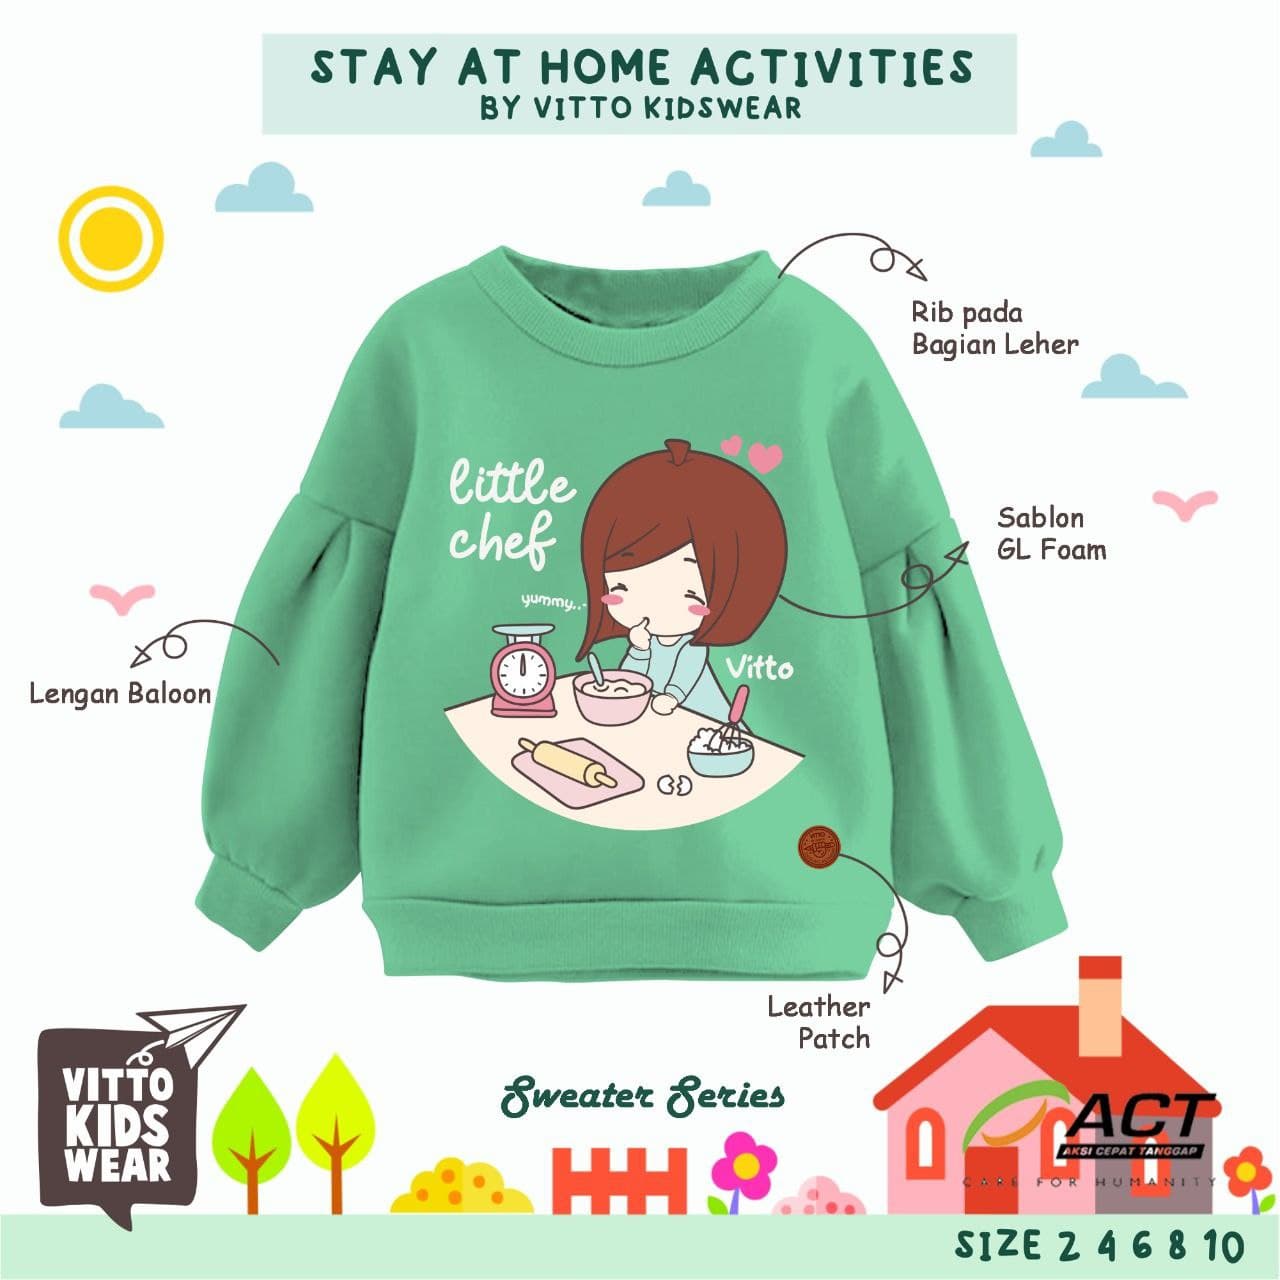 STAY AT HOME ACTIVITIES
BY VITTO KIDSWEAR
Rib pada
Bagian Leher
little
chef
yummy..
Sablon
GL Foam
Vitto
Lengan Baloon
Leather
Patch
VITTO
KIDS
WEAR
Sweater Series
ACT
AKSI CEPAT TANGGAP
CARE FOR HUMANITY
SIZE 2 4 6 8 10